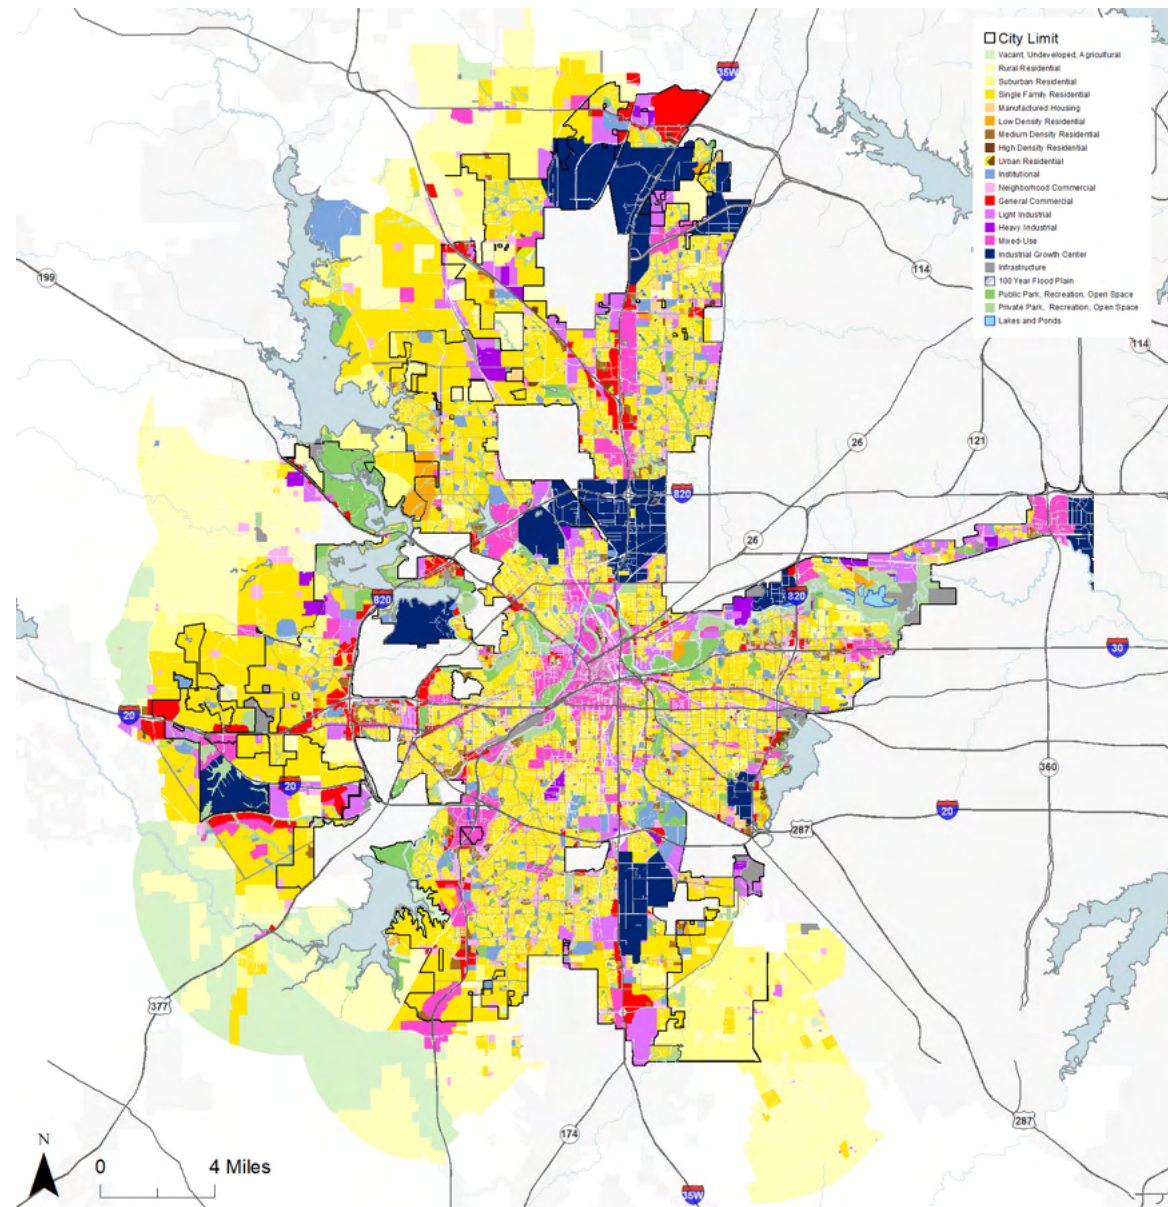 City Limit
Vacant, Undeveloped, Agricultural
Rural Residential
Suburban Residential
Single Family Residential
Manufactured Housing
Low Density Residential
Medium Density Residential
High Density Residential
Urban Residential
Institutional
Neighborhood Commercial
General Commercial
Light Industrial
Heavy Industrial
Mixed-Use
Industrial Growth Center
Infrastructure
100 Year Flood Plain
Public Park, Recreation, Open Space
Private Park, Recreation, Open Space
Lakes and Ponds
35W
114
199
114
26
121
820
26
820
820
30
20
20
360
20
287
377
287
174
35W
N
0 4 Miles